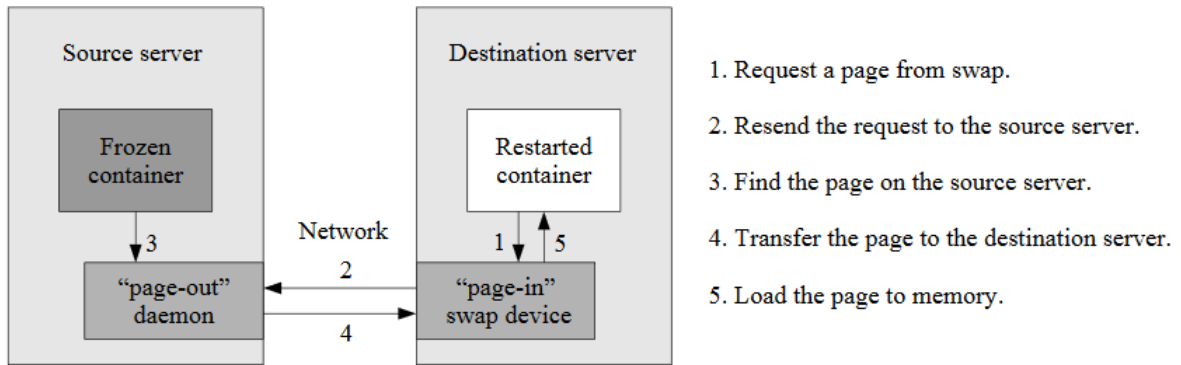 Source server
Frozen
container
3
“page-out”
daemon
Network
2
4
Destination server
Restarted
container
1
5
“page-in”
swap device
1. Request a page from swap.
2. Resend the request to the source server.
3. Find the page on the source server.
4. Transfer the page to the destination server.
5. Load the page to memory.